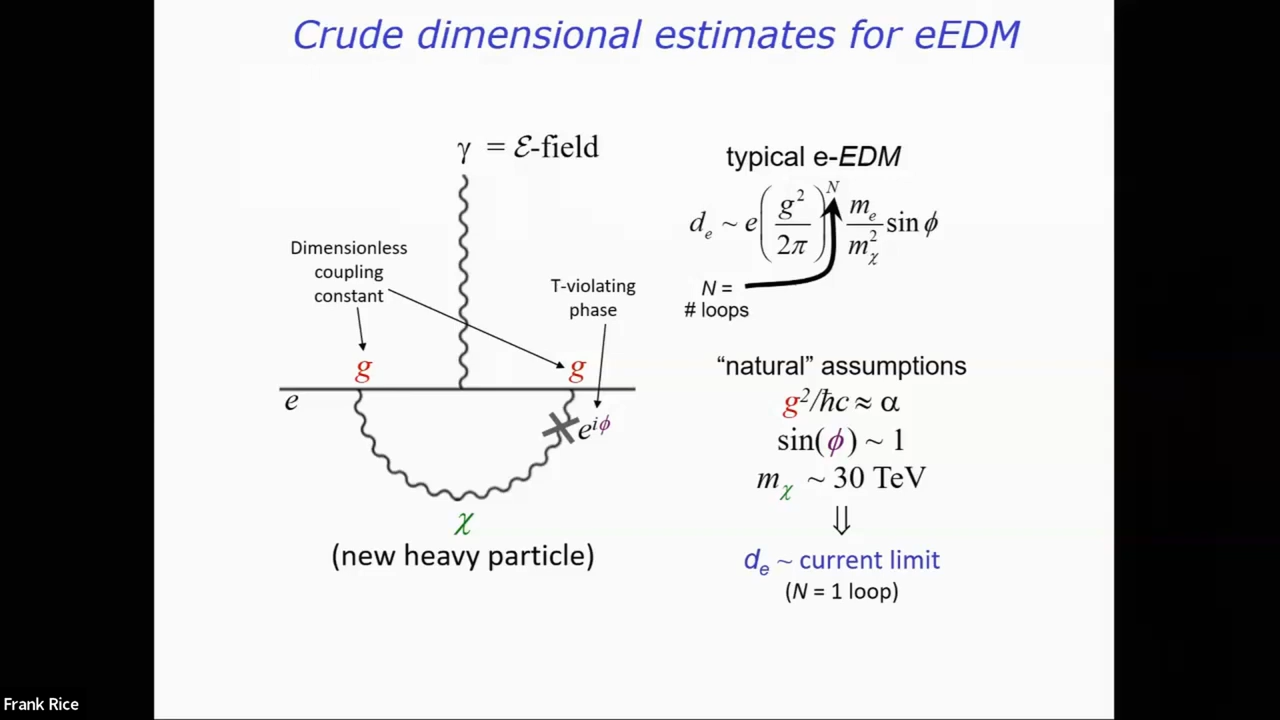 Crude dimensional estimates for eEDM
γ = ℰ-field
Dimensionless
coupling
constant
T-violating
phase
g
g
e
e^{iϕ}
χ
(new heavy particle)
typical e-EDM
d_e ~ e(g²/2π)^N m_e/m_χ² sin ϕ
N =
# loops
“natural” assumptions
g²/ħc ≈ α
sin(ϕ) ~ 1
m_χ ~ 30 TeV
⇓
d_e ~ current limit
(N = 1 loop)
Frank Rice